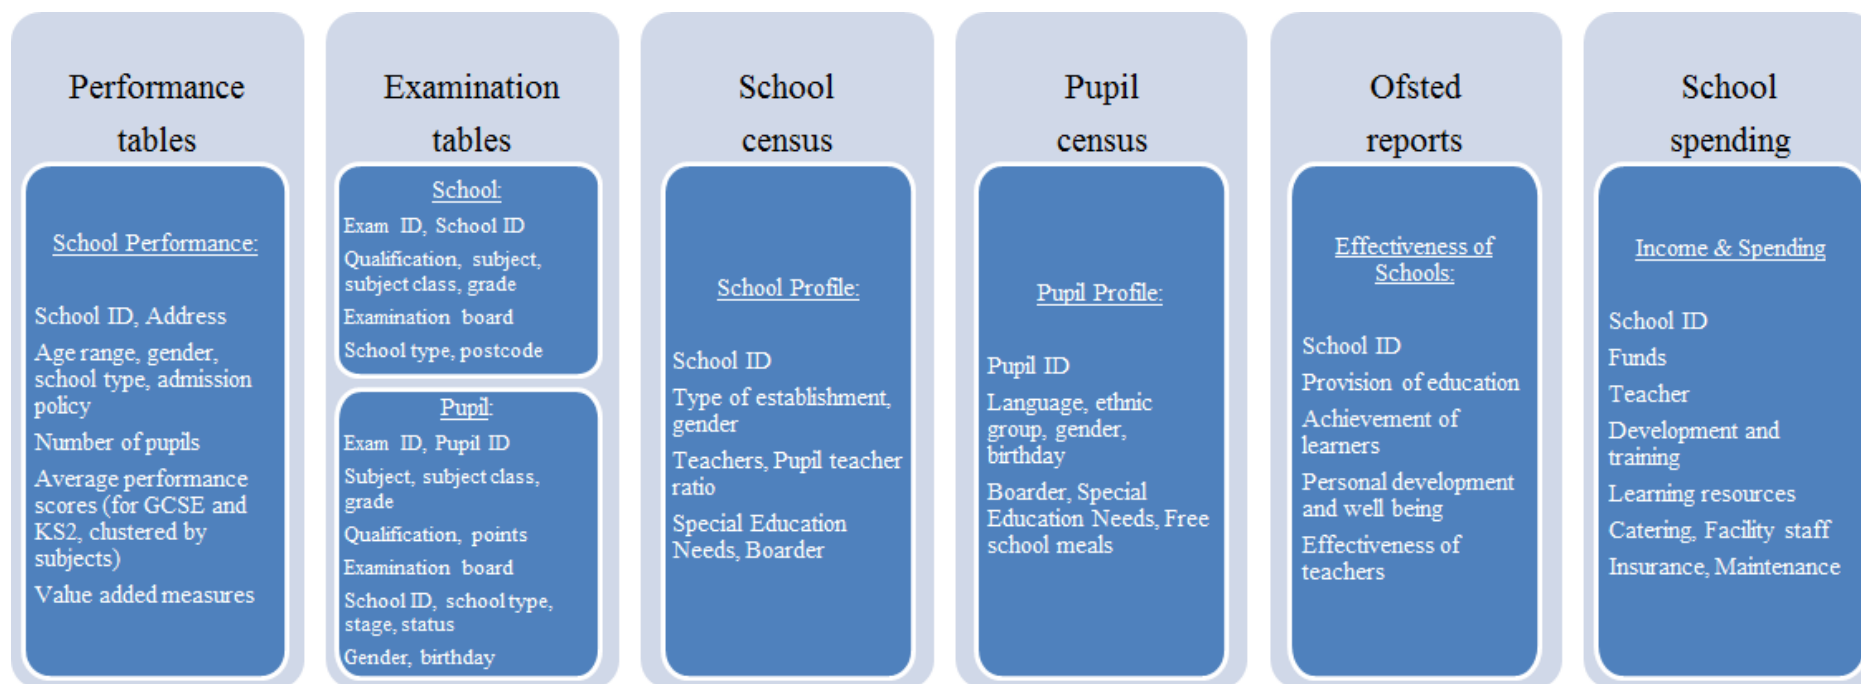 Performance
tables
School Performance:
School ID, Address
Age range, gender,
school type, admission
policy
Number of pupils
Average performance
scores (for GCSE and
KS2, clustered by
subjects)
Value added measures
Examination
tables
School:
Exam ID, School ID
Qualification, subject,
subject class, grade
Examination board
School type, postcode
Pupil:
Exam ID, Pupil ID
Subject, subject class,
grade
Qualification, points
Examination board
School ID, school type,
stage, status
Gender, birthday
School
census
School Profile:
School ID
Type of establishment,
gender
Teachers, Pupil teacher
ratio
Special Education
Needs, Boarder
Pupil
census
Pupil Profile:
Pupil ID
Language, ethnic
group, gender,
birthday
Boarder, Special
Education Needs, Free
school meals
Ofsted
reports
Effectiveness of
Schools:
School ID
Provision of education
Achievement of
learners
Personal development
and well being
Effectiveness of
teachers
School
spending
Income & Spending
School ID
Funds
Teacher
Development and
training
Learning resources
Catering, Facility staff
Insurance, Maintenance